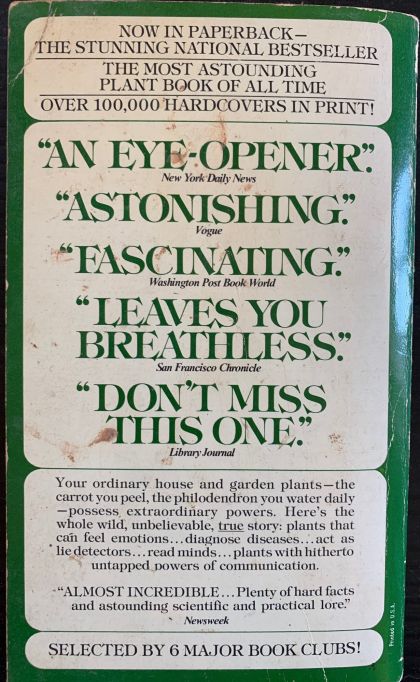 NOW IN PAPERBACK—
THE STUNNING NATIONAL BESTSELLER
THE MOST ASTOUNDING
PLANT BOOK OF ALL TIME
OVER 100,000 HARDCOVERS IN PRINT!
“AN EYE-OPENER.”
New York Daily News
“ASTONISHING.”
Vogue
“FASCINATING.”
Washington Post Book World
“LEAVES YOU
BREATHLESS.”
San Francisco Chronicle
“DON'T MISS
THIS ONE.”
Library Journal
Your ordinary house and garden plants—the
carrot you peel, the philodendron you water daily
—possess extraordinary powers. Here's the
whole wild, unbelievable, true story: plants that
can feel emotions...diagnose diseases...act as
lie detectors...read minds...plants with hitherto
untapped powers of communication.
“ALMOST INCREDIBLE...Plenty of hard facts
and astounding scientific and practical lore.”
Newsweek
SELECTED BY 6 MAJOR BOOK CLUBS!
Printed in U.S.A.